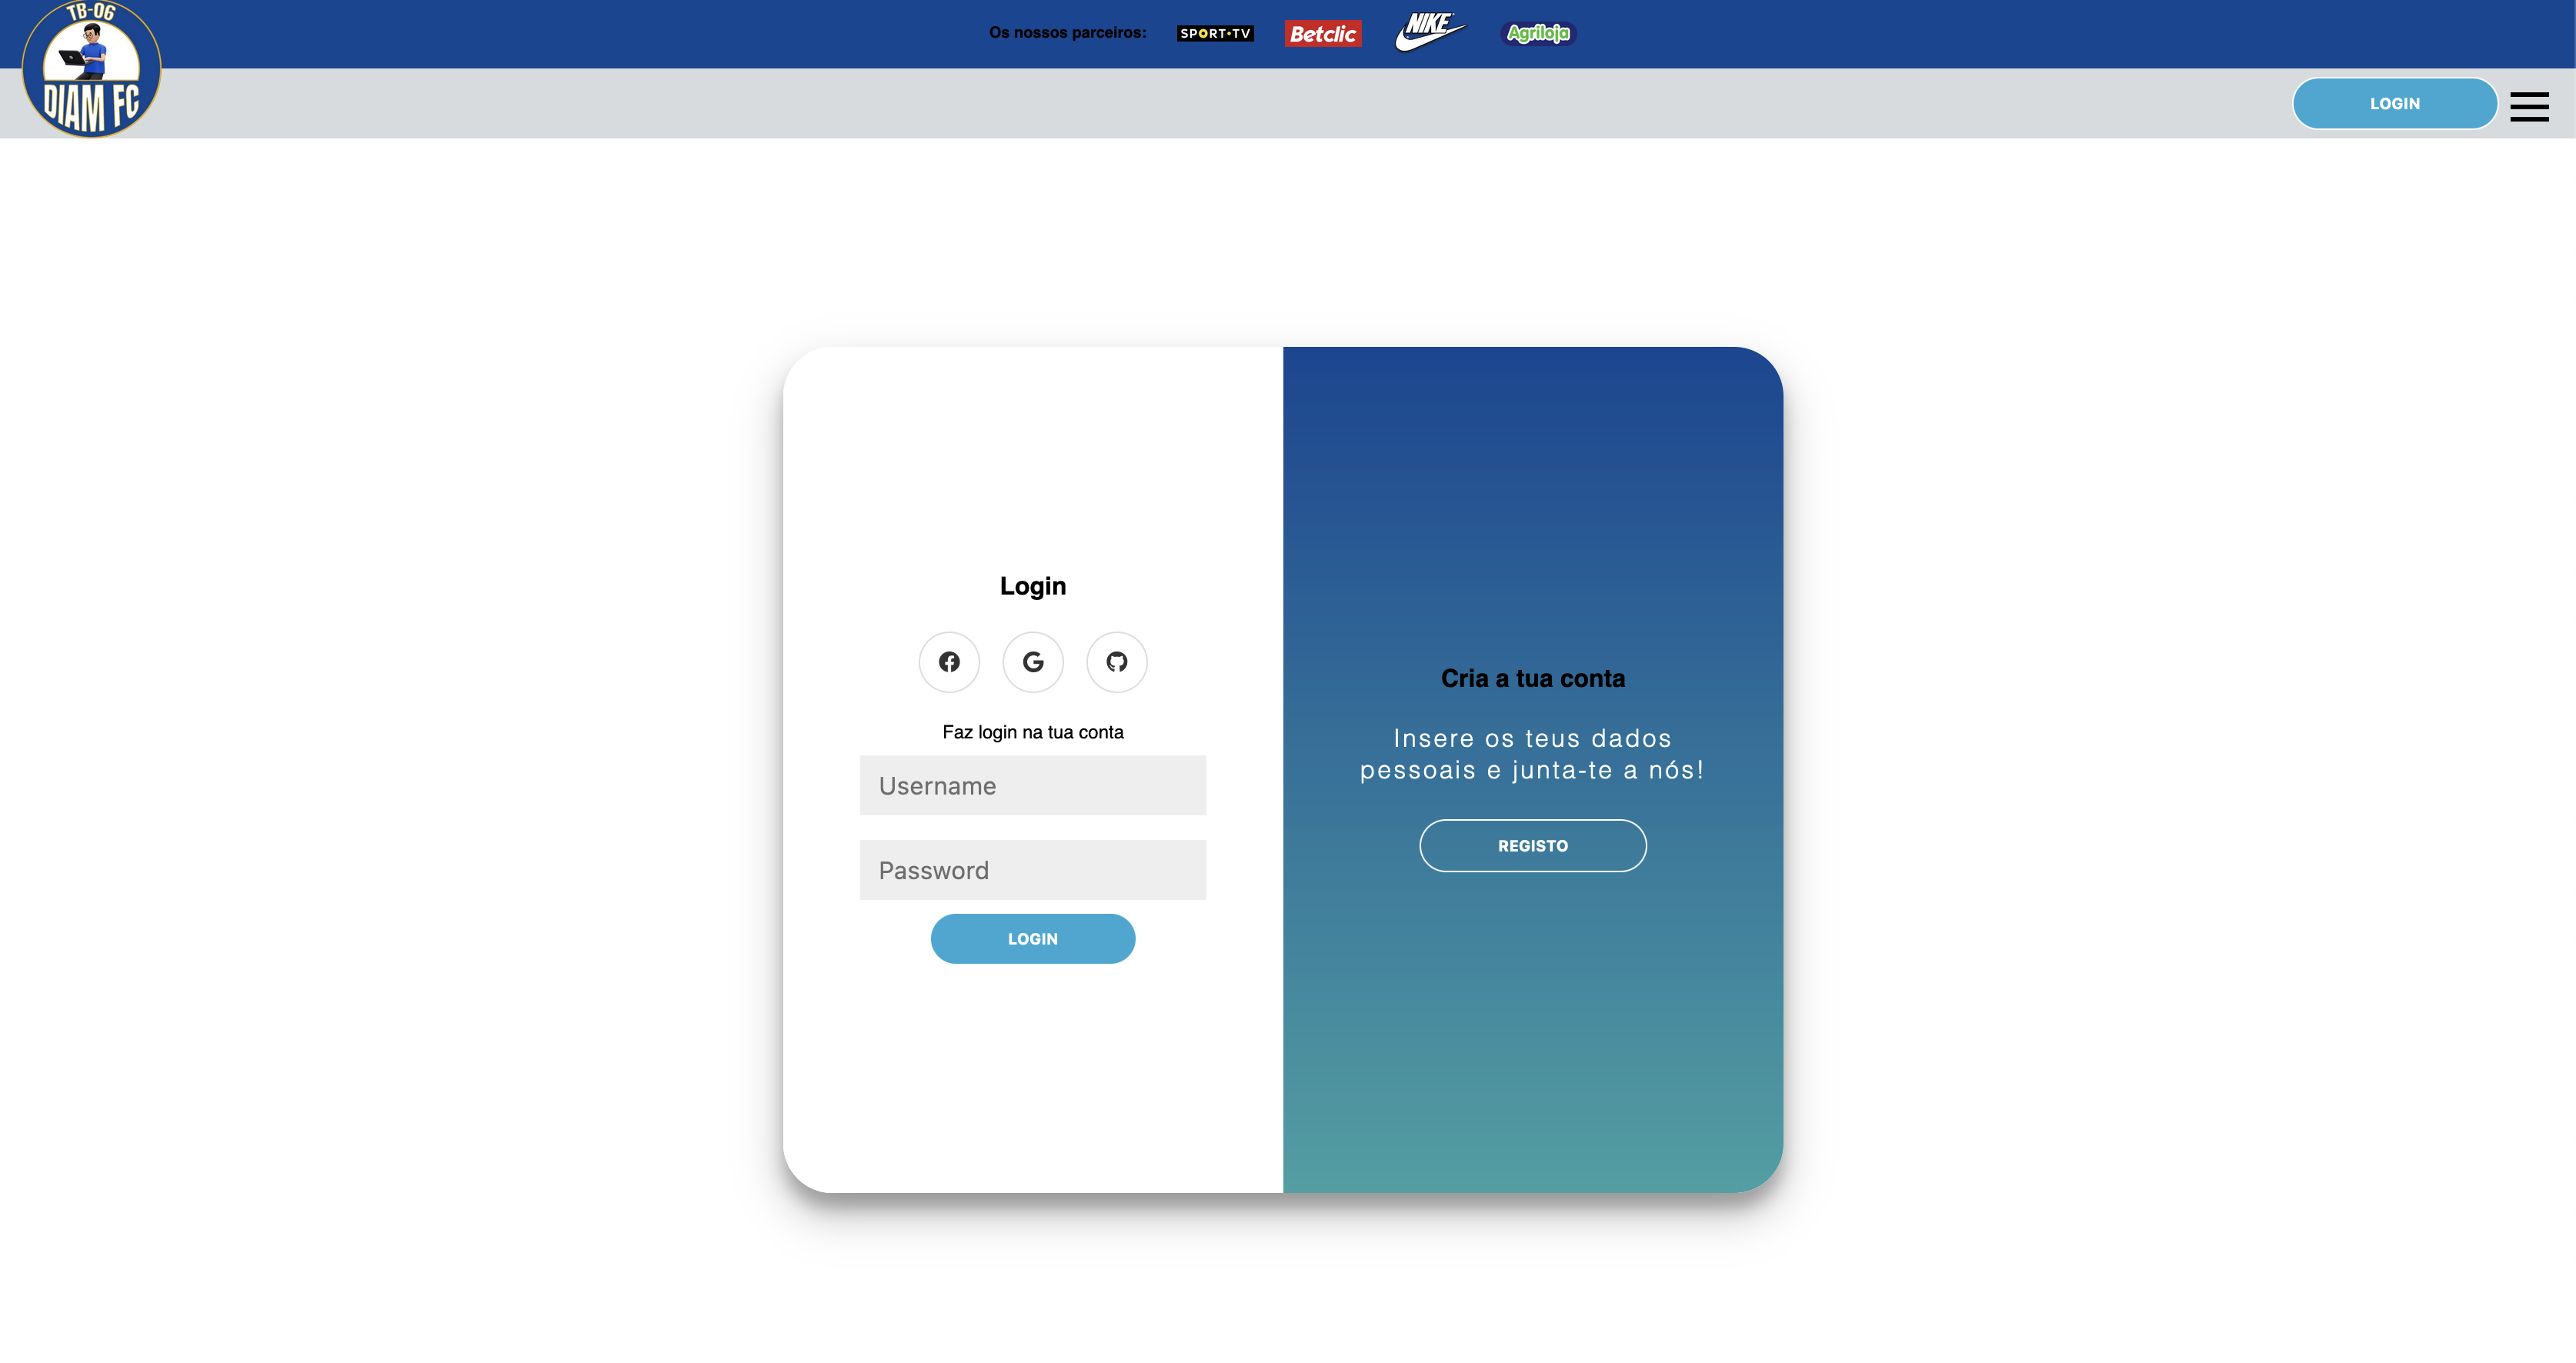 TB-06
DIAM FC
Os nossos parceiros:
SPORT•TV
Betclic
NIKE
Agriloja
LOGIN
Login
Faz login na tua conta
Username
Password
LOGIN
Cria a tua conta
Insere os teus dados
pessoais e junta-te a nós!
REGISTO